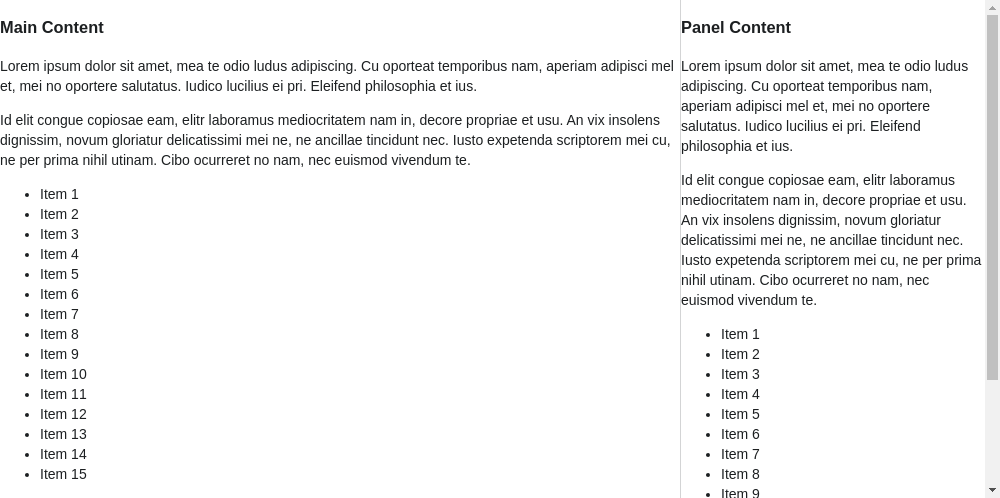 Main Content
Lorem ipsum dolor sit amet, mea te odio ludus adipiscing. Cu oporteat temporibus nam, aperiam adipisci mel
et, mei no oportere salutatus. Iudico lucilius ei pri. Eleifend philosophia et ius.
Id elit congue copiosae eam, elitr laboramus mediocritatem nam in, decore propriae et usu. An vix insolens
dignissim, novum gloriatur delicatissimi mei ne, ne ancillae tincidunt nec. Iusto expetenda scriptorem mei cu,
ne per prima nihil utinam. Cibo ocurreret no nam, nec euismod vivendum te.
• Item 1
• Item 2
• Item 3
• Item 4
• Item 5
• Item 6
• Item 7
• Item 8
• Item 9
• Item 10
• Item 11
• Item 12
• Item 13
• Item 14
• Item 15
Panel Content
Lorem ipsum dolor sit amet, mea te odio ludus
adipiscing. Cu oporteat temporibus nam,
aperiam adipisci mel et, mei no oportere
salutatus. Iudico lucilius ei pri. Eleifend
philosophia et ius.
Id elit congue copiosae eam, elitr laboramus
mediocritatem nam in, decore propriae et usu.
An vix insolens dignissim, novum gloriatur
delicatissimi mei ne, ne ancillae tincidunt nec.
Iusto expetenda scriptorem mei cu, ne per prima
nihil utinam. Cibo ocurreret no nam, nec
euismod vivendum te.
• Item 1
• Item 2
• Item 3
• Item 4
• Item 5
• Item 6
• Item 7
• Item 8
• Item 9